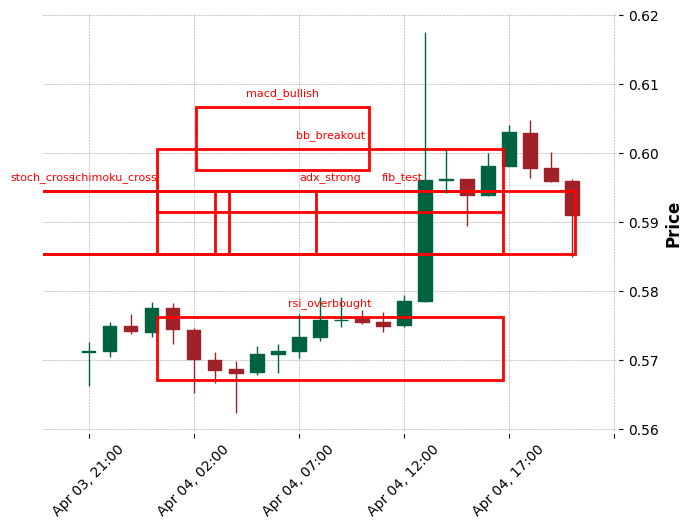 0.62
0.61
macd_bullish
bb_breakout
0.60
stoch_cross
ichimoku_cross
adx_strong
fib_test
0.59
Price
0.58
rsi_overbought
0.57
0.56
Apr 03, 21:00
Apr 04, 02:00
Apr 04, 07:00
Apr 04, 12:00
Apr 04, 17:00